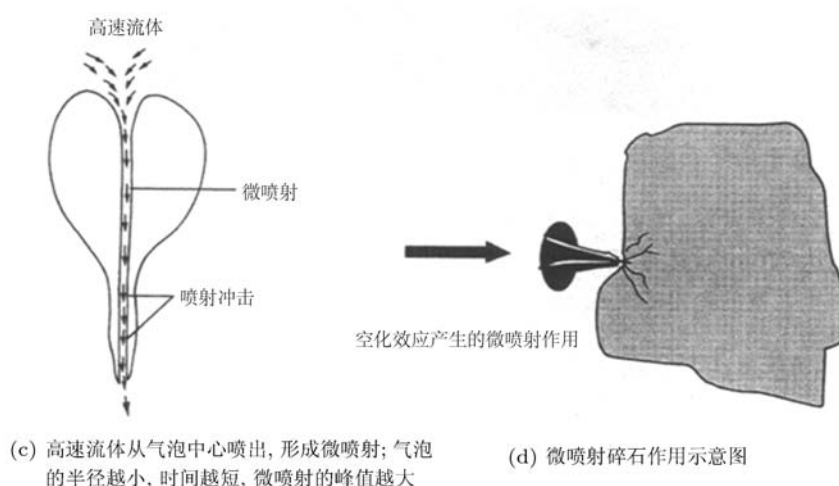 高速流体
微喷射
喷射冲击
空化效应产生的微喷射作用
(c) 高速流体从气泡中心喷出, 形成微喷射; 气泡
的半径越小, 时间越短, 微喷射的峰值越大
(d) 微喷射碎石作用示意图